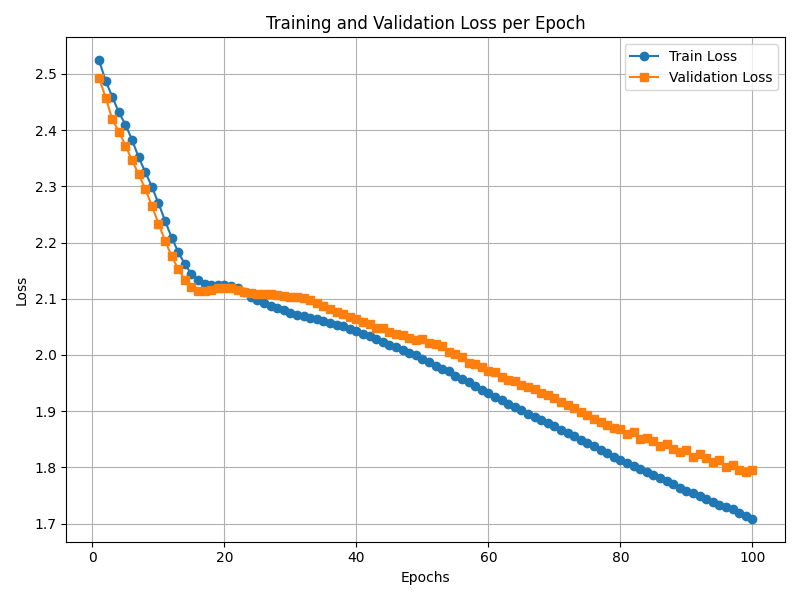 Training and Validation Loss per Epoch
Train Loss
Validation Loss
Loss
2.5
2.4
2.3
2.2
2.1
2.0
1.9
1.8
1.7
0 20 40 60 80 100
Epochs